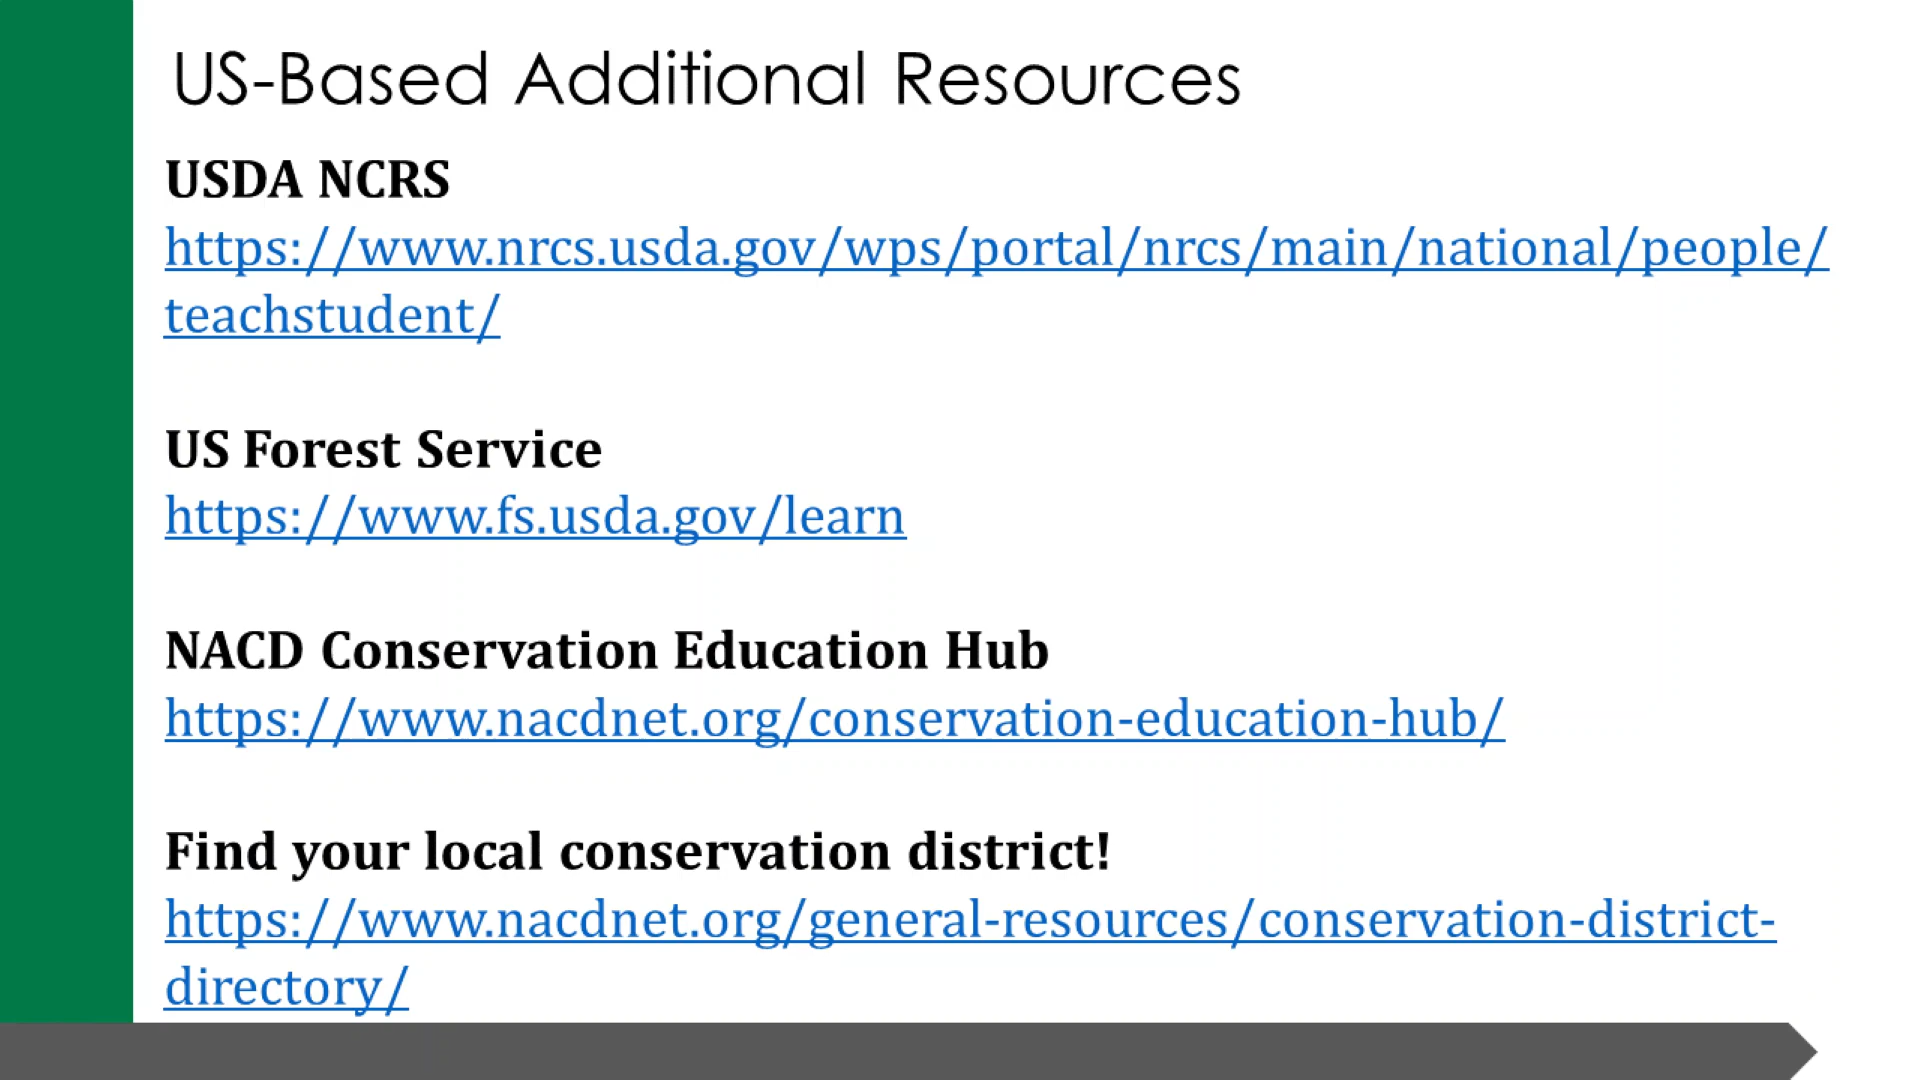 US-Based Additional Resources
USDA NCRS
https://www.nrcs.usda.gov/wps/portal/nrcs/main/national/people/
teachstudent/
US Forest Service
https://www.fs.usda.gov/learn
NACD Conservation Education Hub
https://www.nacdnet.org/conservation-education-hub/
Find your local conservation district!
https://www.nacdnet.org/general-resources/conservation-district-
directory/